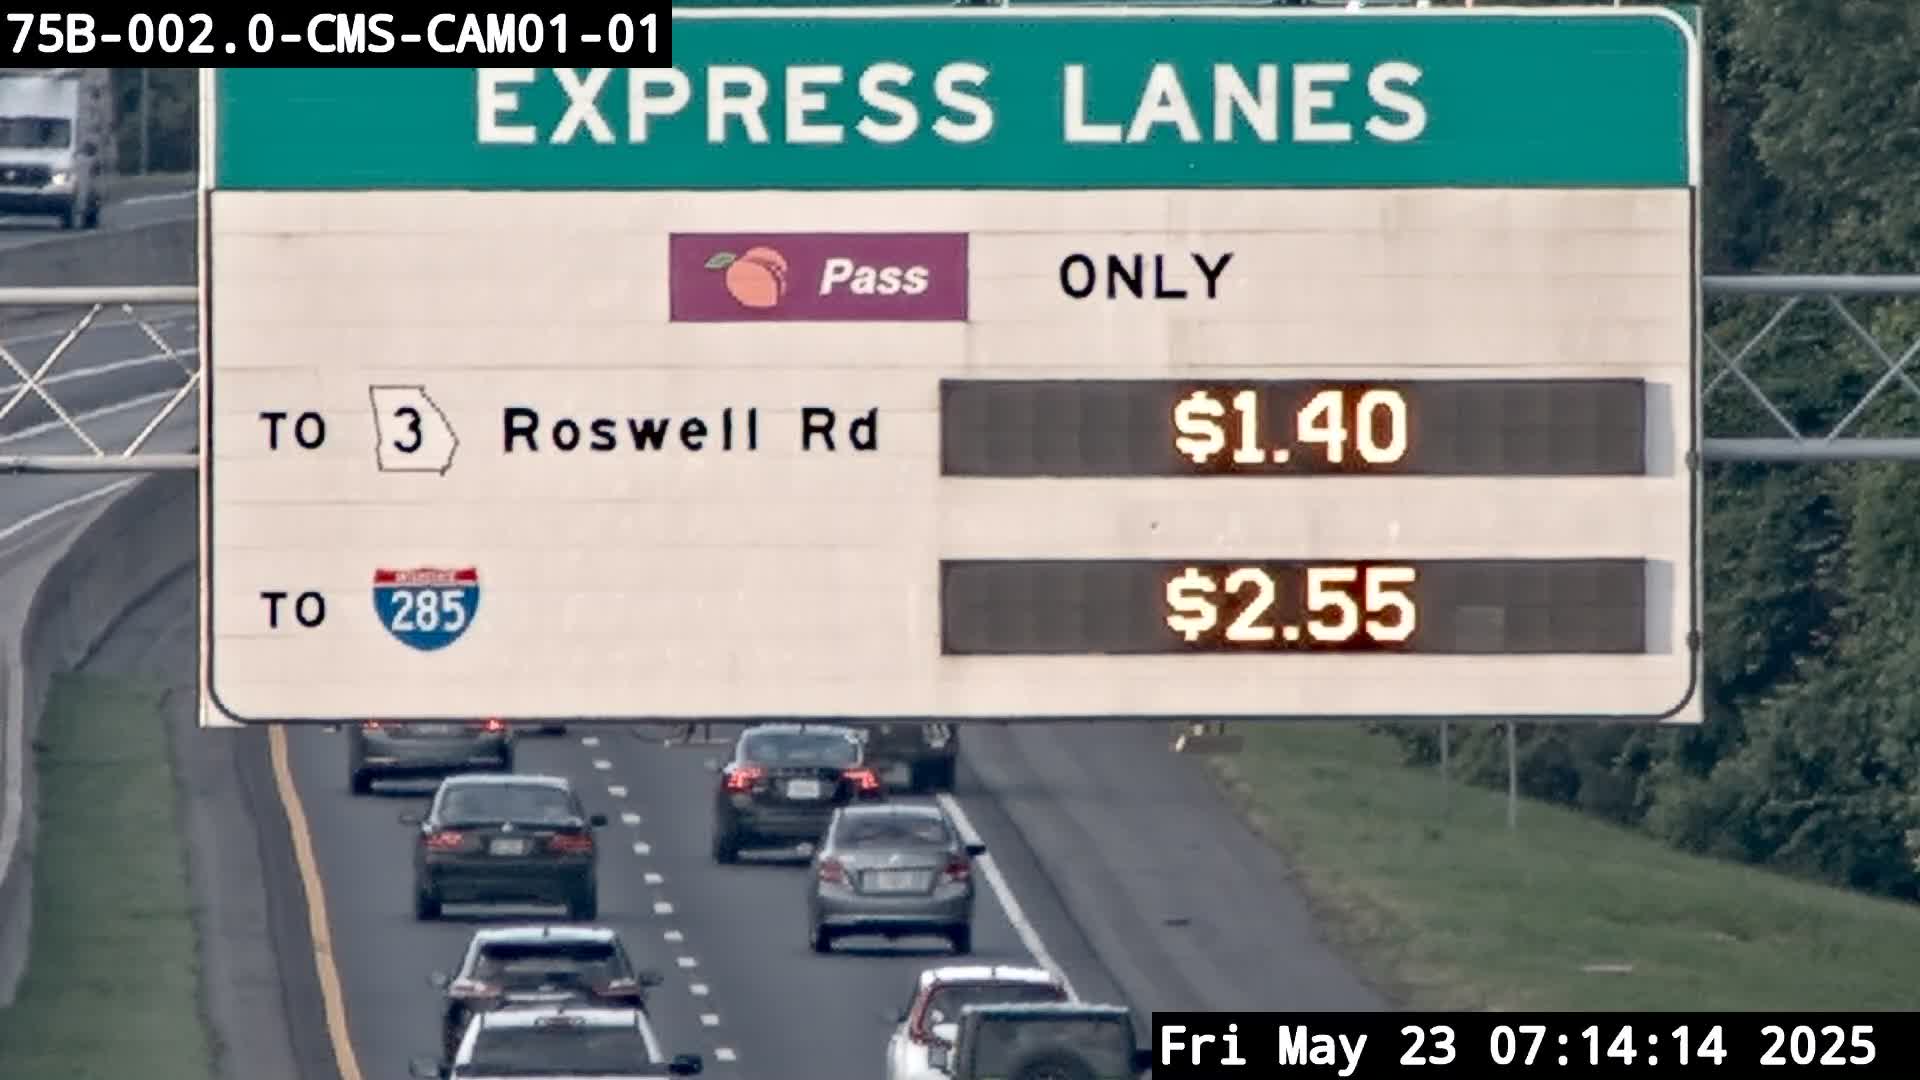 75B-002.0-CMS-CAM01-01
EXPRESS LANES
Pass ONLY
TO 3 Roswell Rd $1.40
TO INTERSTATE 285 $2.55
Fri May 23 07:14:14 2025